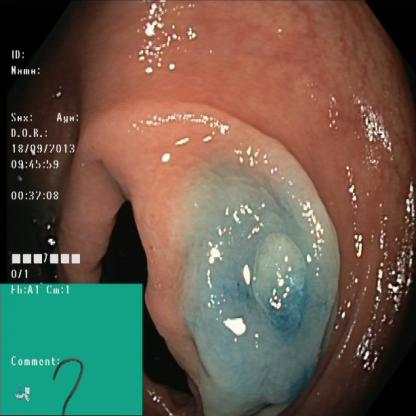 ID:
Name:
Sex: Age:
D.O.B.:
18/09/2013
09:45:59
00:37:08
0/1
Eh:A1 Cm:1
Comment: